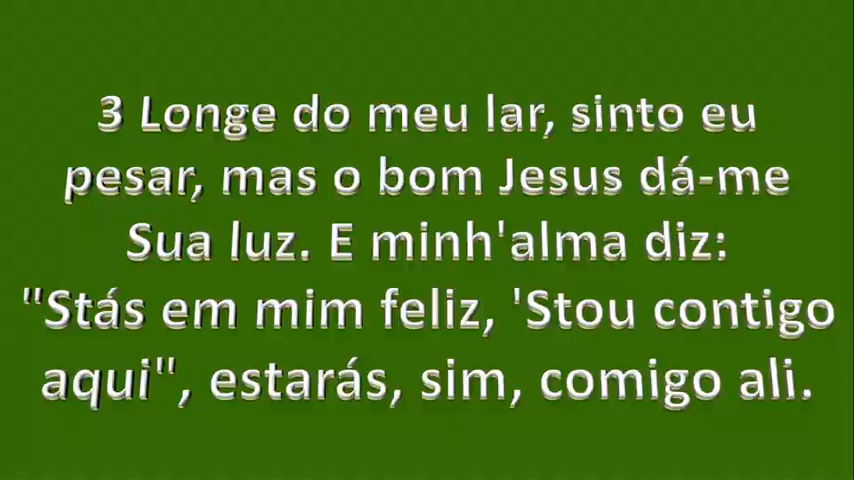 3 Longe do meu lar, sinto eu
pesar, mas o bom Jesus dá-me
Sua luz. E minh'alma diz:
"Stás em mim feliz, 'Stou contigo
aqui", estarás, sim, comigo ali.